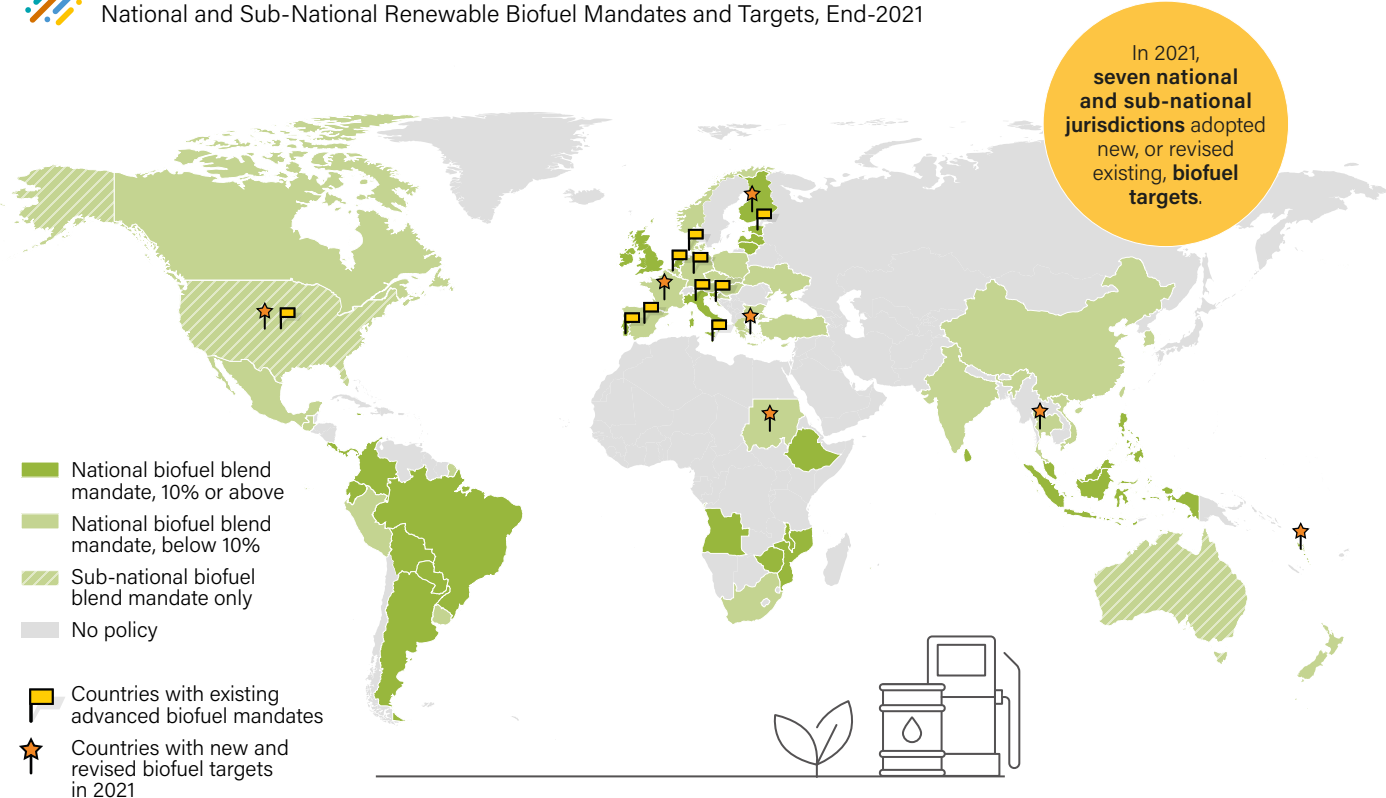 National and Sub-National Renewable Biofuel Mandates and Targets, End-2021
In 2021,
seven national
and sub-national
jurisdictions adopted
new, or revised
existing, biofuel
targets.
National biofuel blend
mandate, 10% or above
National biofuel blend
mandate, below 10%
Sub-national biofuel
blend mandate only
No policy
Countries with existing
advanced biofuel mandates
Countries with new and
revised biofuel targets
in 2021